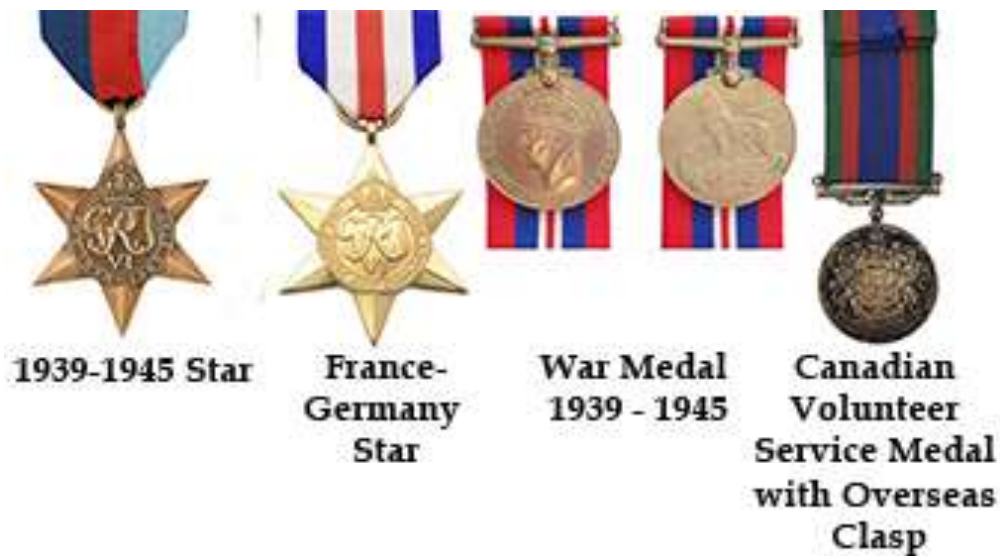 1939-1945 Star
France-
Germany
Star
War Medal
1939 - 1945
Canadian
Volunteer
Service Medal
with Overseas
Clasp